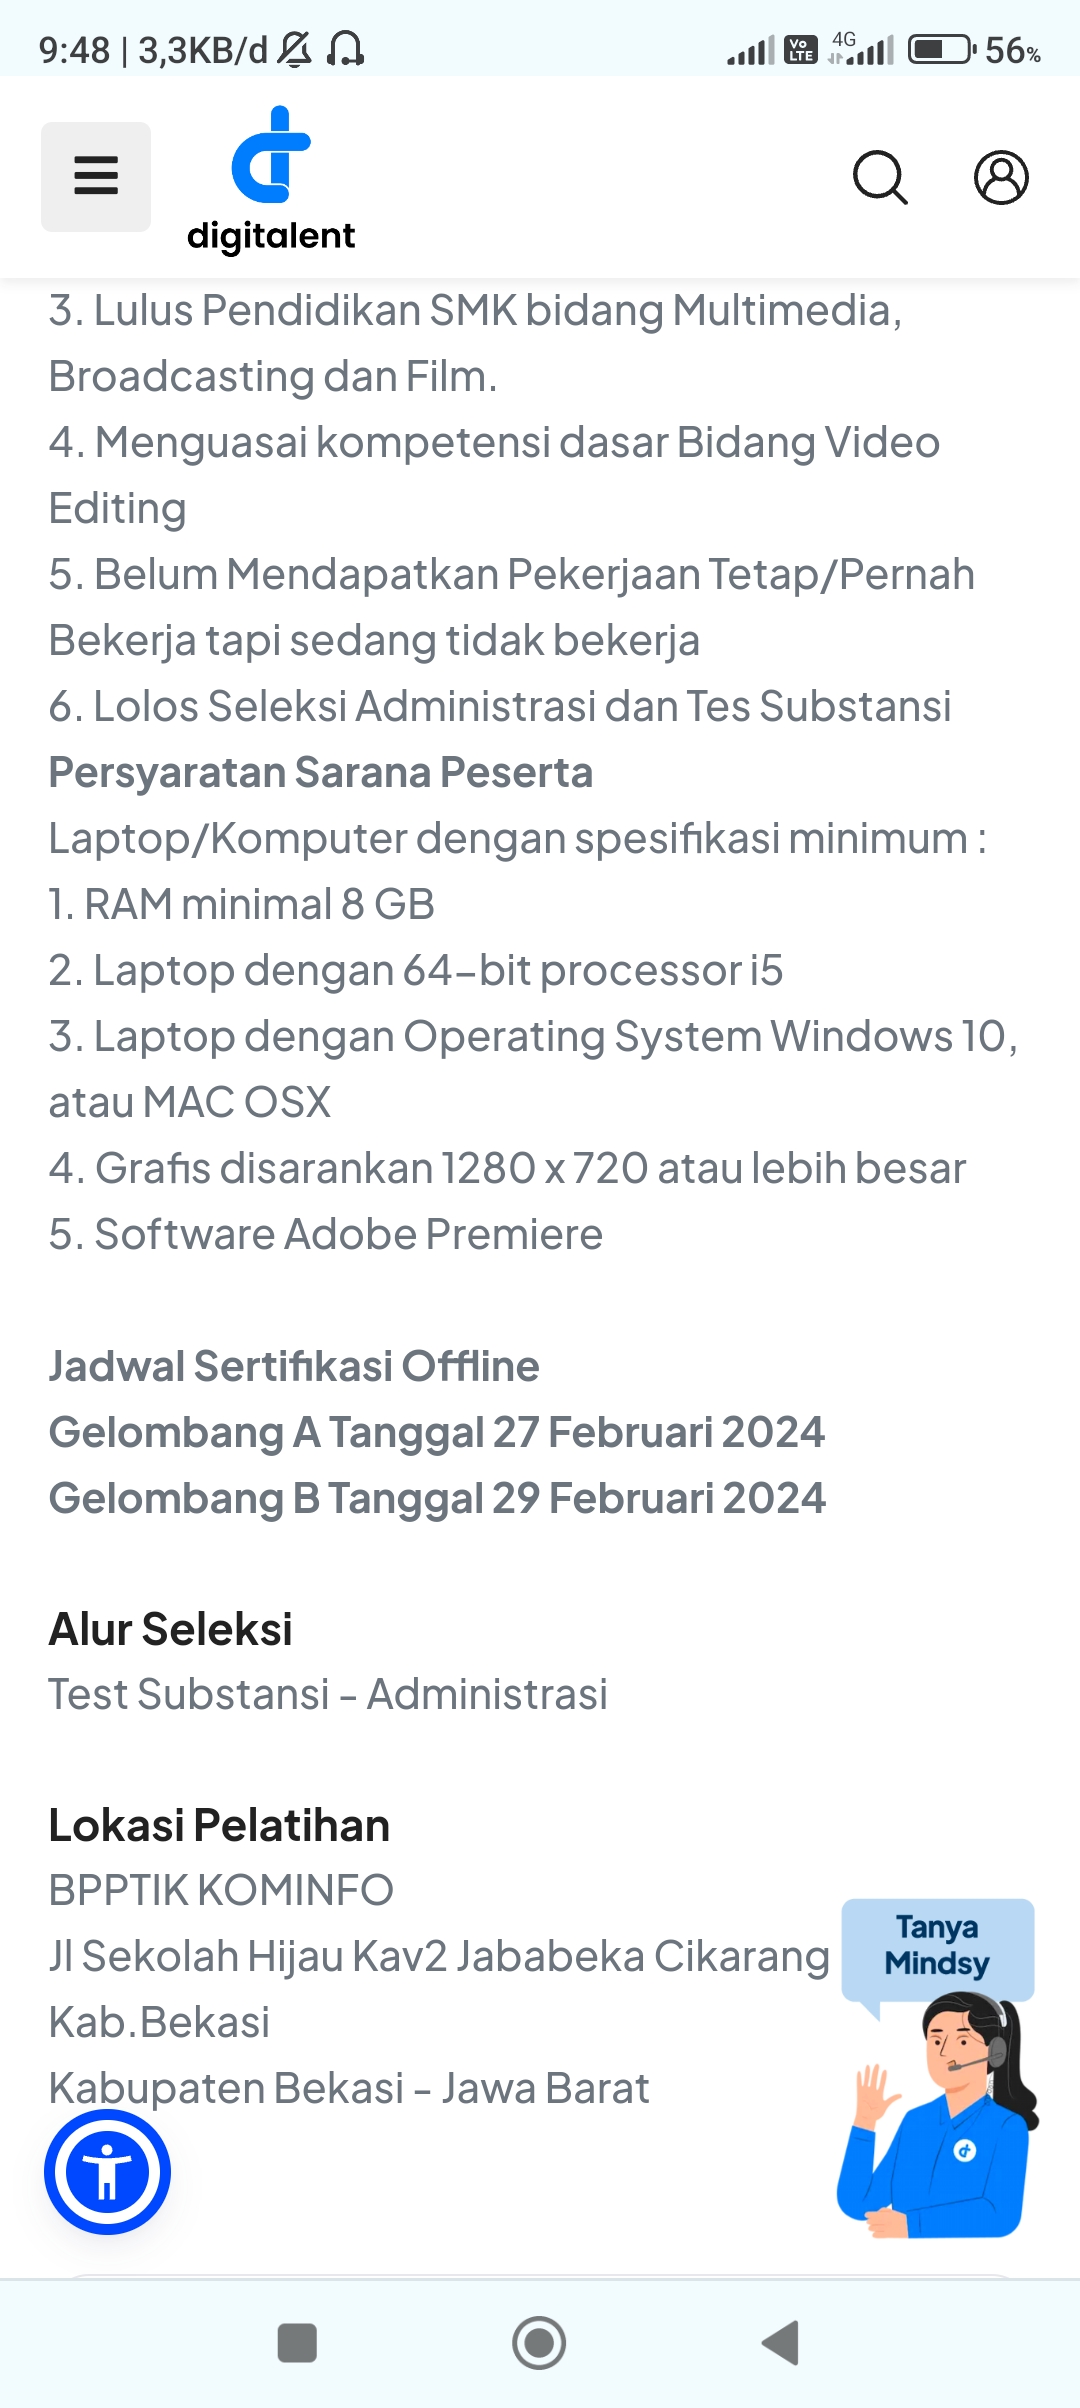 9:48 | 3,3KB/d
Vo LTE 4G 56%
digitalent
3. Lulus Pendidikan SMK bidang Multimedia,
Broadcasting dan Film.
4. Menguasai kompetensi dasar Bidang Video
Editing
5. Belum Mendapatkan Pekerjaan Tetap/Pernah
Bekerja tapi sedang tidak bekerja
6. Lolos Seleksi Administrasi dan Tes Substansi
Persyaratan Sarana Peserta
Laptop/Komputer dengan spesifikasi minimum :
1. RAM minimal 8 GB
2. Laptop dengan 64-bit processor i5
3. Laptop dengan Operating System Windows 10,
atau MAC OSX
4. Grafis disarankan 1280 x 720 atau lebih besar
5. Software Adobe Premiere
Jadwal Sertifikasi Offline
Gelombang A Tanggal 27 Februari 2024
Gelombang B Tanggal 29 Februari 2024
Alur Seleksi
Test Substansi - Administrasi
Lokasi Pelatihan
BPPTIK KOMINFO
Jl Sekolah Hijau Kav2 Jababeka Cikarang
Kab.Bekasi
Kabupaten Bekasi - Jawa Barat
Tanya
Mindsy